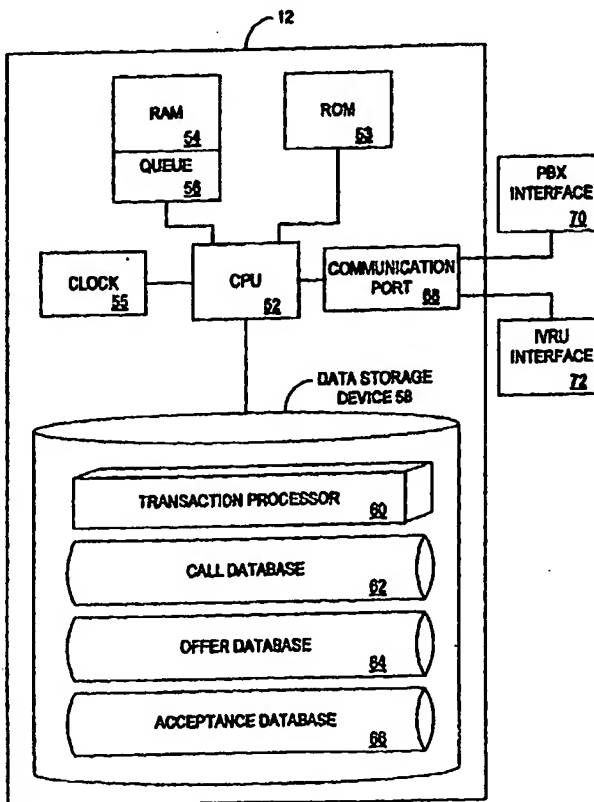 12
RAM
54
QUEUE
56
ROM
53
PBX
INTERFACE
70
CLOCK
55
CPU
52
COMMUNICATION
PORT
68
IVRU
INTERFACE
72
DATA STORAGE
DEVICE 58
TRANSACTION PROCESSOR
60
CALL DATABASE
62
OFFER DATABASE
64
ACCEPTANCE DATABASE
66